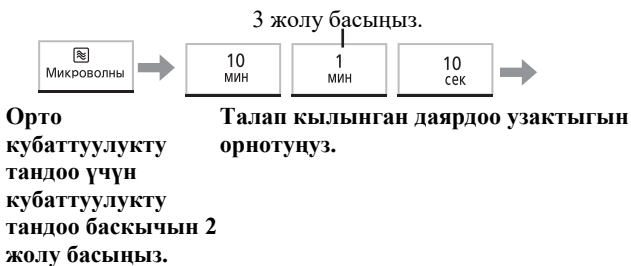 3 жолу басыңыз.
Микроволны
10
мин
1
мин
10
сек
Орто
кубаттуулукту
тандоо үчүн
кубаттуулукту
тандоо баскычын 2
жолу басыңыз.
Талап кылынган даярдоо узактыгын
орнотуңуз.